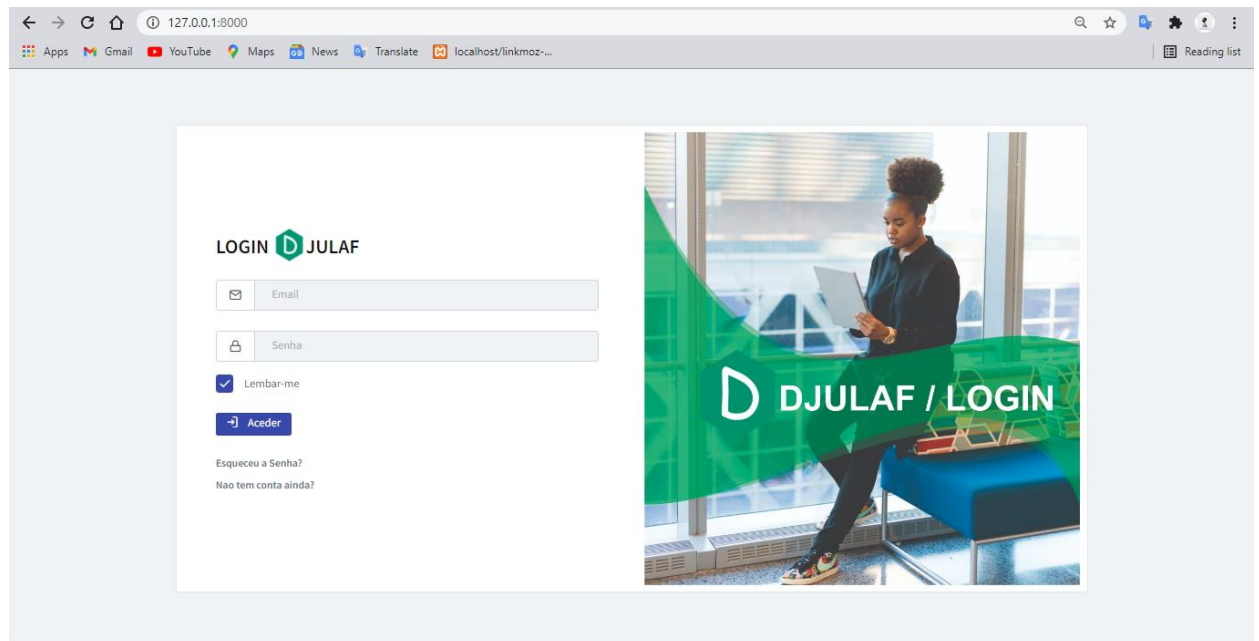 127.0.0.1:8000
Apps Gmail YouTube Maps News Translate localhost/linkmoz-... Reading list
LOGIN D JULAF
Email
Senha
Lembar-me
Aceder
Esqueceu a Senha?
Nao tem conta ainda?
D DJULAF / LOGIN